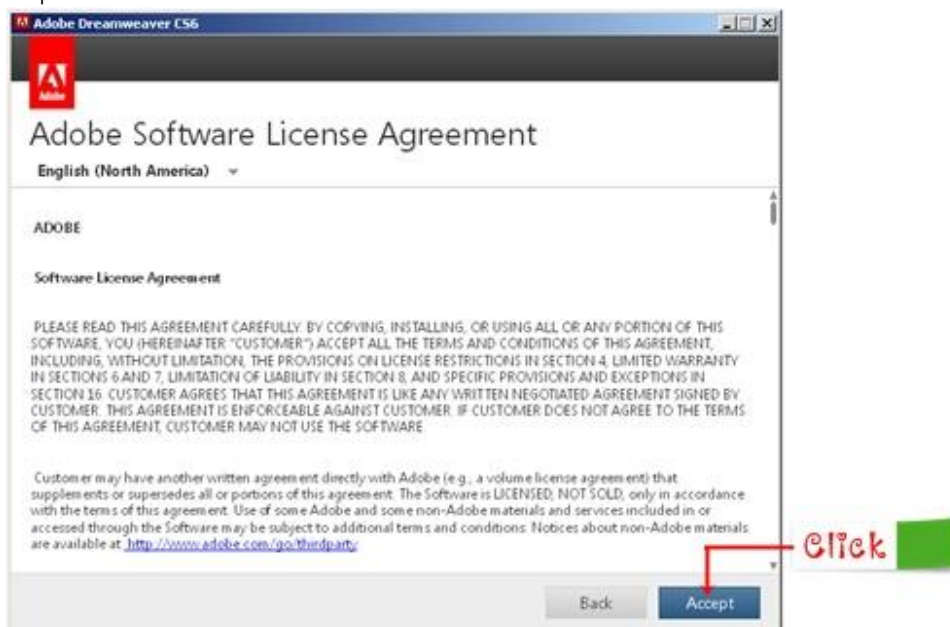 Adobe Dreamweaver CS6
Adobe
Adobe Software License Agreement
English (North America)
ADOBE
Software License Agreement
PLEASE READ THIS AGREEMENT CAREFULLY. BY COPYING, INSTALLING, OR USING ALL OR ANY PORTION OF THIS
SOFTWARE, YOU (HEREINAFTER "CUSTOMER") ACCEPT ALL THE TERMS AND CONDITIONS OF THIS AGREEMENT,
INCLUDING, WITHOUT LIMITATION, THE PROVISIONS ON LICENSE RESTRICTIONS IN SECTION 4, LIMITED WARRANTY
IN SECTIONS 6 AND 7, LIMITATION OF LIABILITY IN SECTION 8, AND SPECIFIC PROVISIONS AND EXCEPTIONS IN
SECTION 16. CUSTOMER AGREES THAT THIS AGREEMENT IS LIKE ANY WRITTEN NEGOTIATED AGREEMENT SIGNED BY
CUSTOMER. THIS AGREEMENT IS ENFORCEABLE AGAINST CUSTOMER. IF CUSTOMER DOES NOT AGREE TO THE TERMS
OF THIS AGREEMENT, CUSTOMER MAY NOT USE THE SOFTWARE.
Customer may have another written agreement directly with Adobe (e.g., a volume license agreement) that
supplements or supersedes all or portions of this agreement. The Software is LICENSED, NOT SOLD, only in accordance
with the terms of this agreement. Use of some Adobe and some non-Adobe materials and services included in or
accessed through the Software may be subject to additional terms and conditions. Notices about non-Adobe materials
are available at http://www.adobe.com/go/thirdparty.
Click
Back
Accept